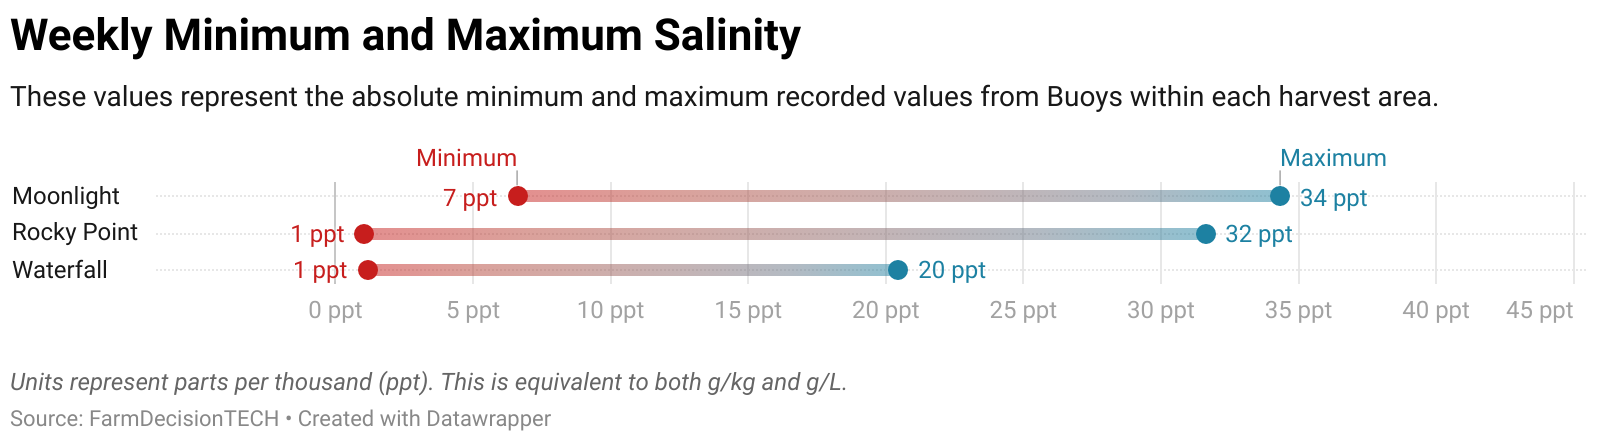 Weekly Minimum and Maximum Salinity
These values represent the absolute minimum and maximum recorded values from Buoys within each harvest area.
Minimum Maximum
Moonlight 7 ppt 34 ppt
Rocky Point 1 ppt 32 ppt
Waterfall 1 ppt 20 ppt
0 ppt 5 ppt 10 ppt 15 ppt 20 ppt 25 ppt 30 ppt 35 ppt 40 ppt 45 ppt
Units represent parts per thousand (ppt). This is equivalent to both g/kg and g/L.
Source: FarmDecisionTECH • Created with Datawrapper